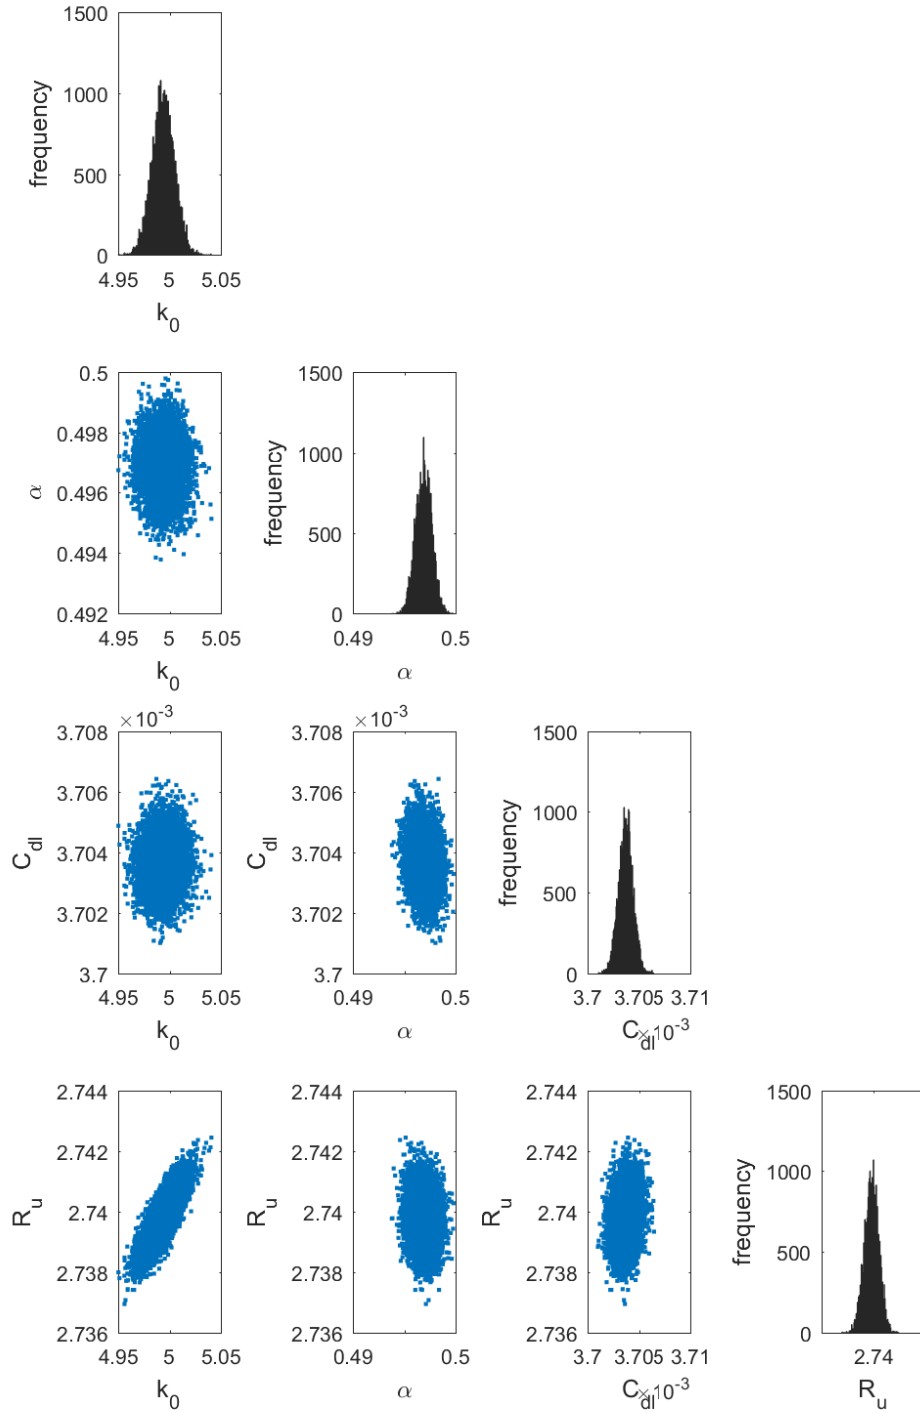 1500
1000
500
0
frequency
4.95 5 5.05
k0
0.5
0.498
0.496
0.494
0.492
α
4.95 5 5.05
k0
1500
1000
500
0
frequency
0.49 0.5
α
×10-3
3.708
3.706
3.704
3.702
3.7
Cdl
4.95 5 5.05
k0
×10-3
3.708
3.706
3.704
3.702
3.7
Cdl
0.49 0.5
α
1500
1000
500
0
frequency
3.7 3.705 3.71
Cdl ×10-3
2.744
2.742
2.74
2.738
2.736
Ru
4.95 5 5.05
k0
2.744
2.742
2.74
2.738
2.736
Ru
0.49 0.5
α
2.744
2.742
2.74
2.738
2.736
Ru
3.7 3.705 3.71
Cdl ×10-3
1500
1000
500
0
frequency
2.74
Ru